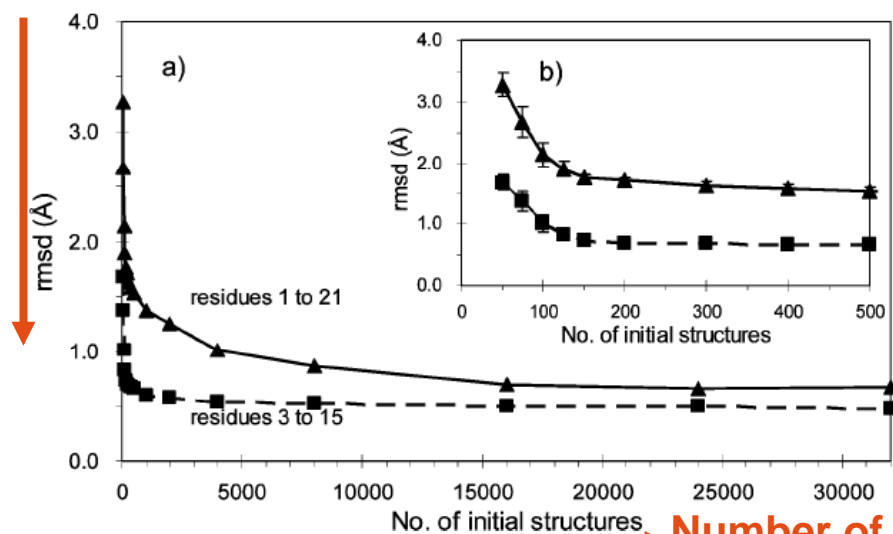 4.0
3.0
2.0
1.0
0.0
rmsd (Å)
a)
residues 1 to 21
residues 3 to 15
0
5000
10000
15000
20000
25000
30000
No. of initial structures
b)
4.0
3.0
2.0
1.0
0.0
rmsd (Å)
0
100
200
300
400
500
No. of initial structures
Number of